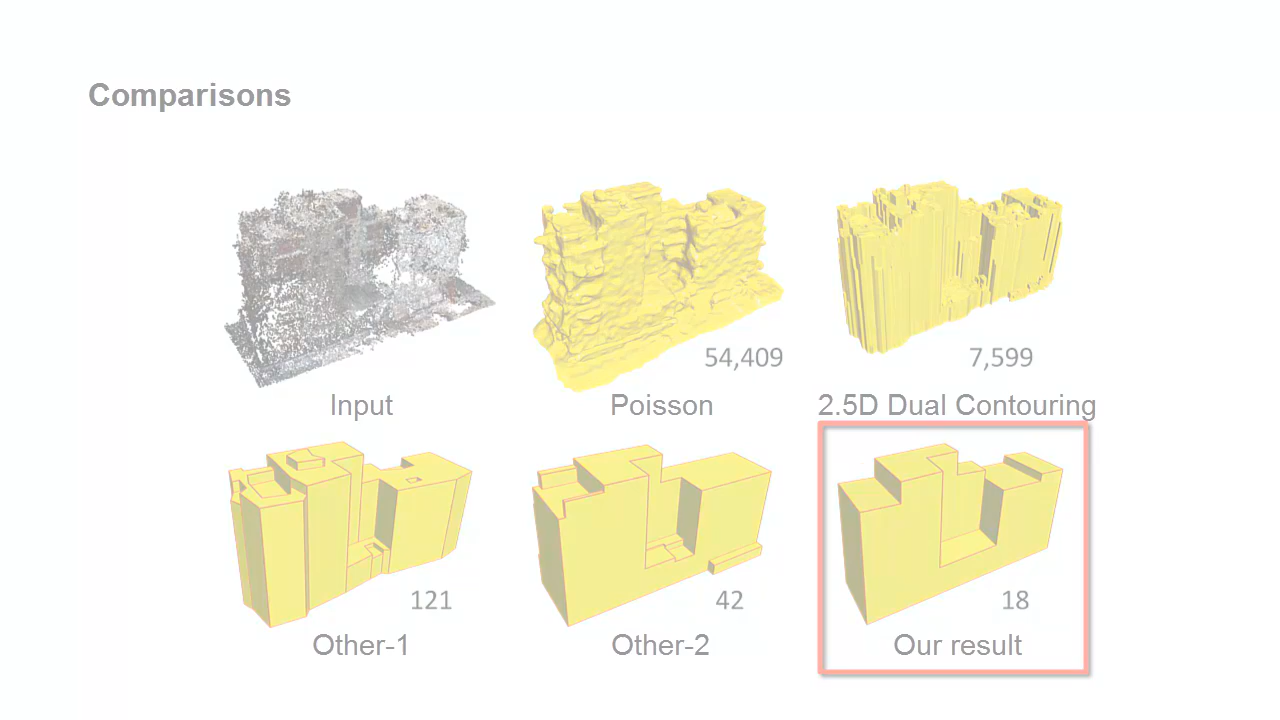 Comparisons
54,409
7,599
Input
Poisson
2.5D Dual Contouring
121
42
18
Other-1
Other-2
Our result